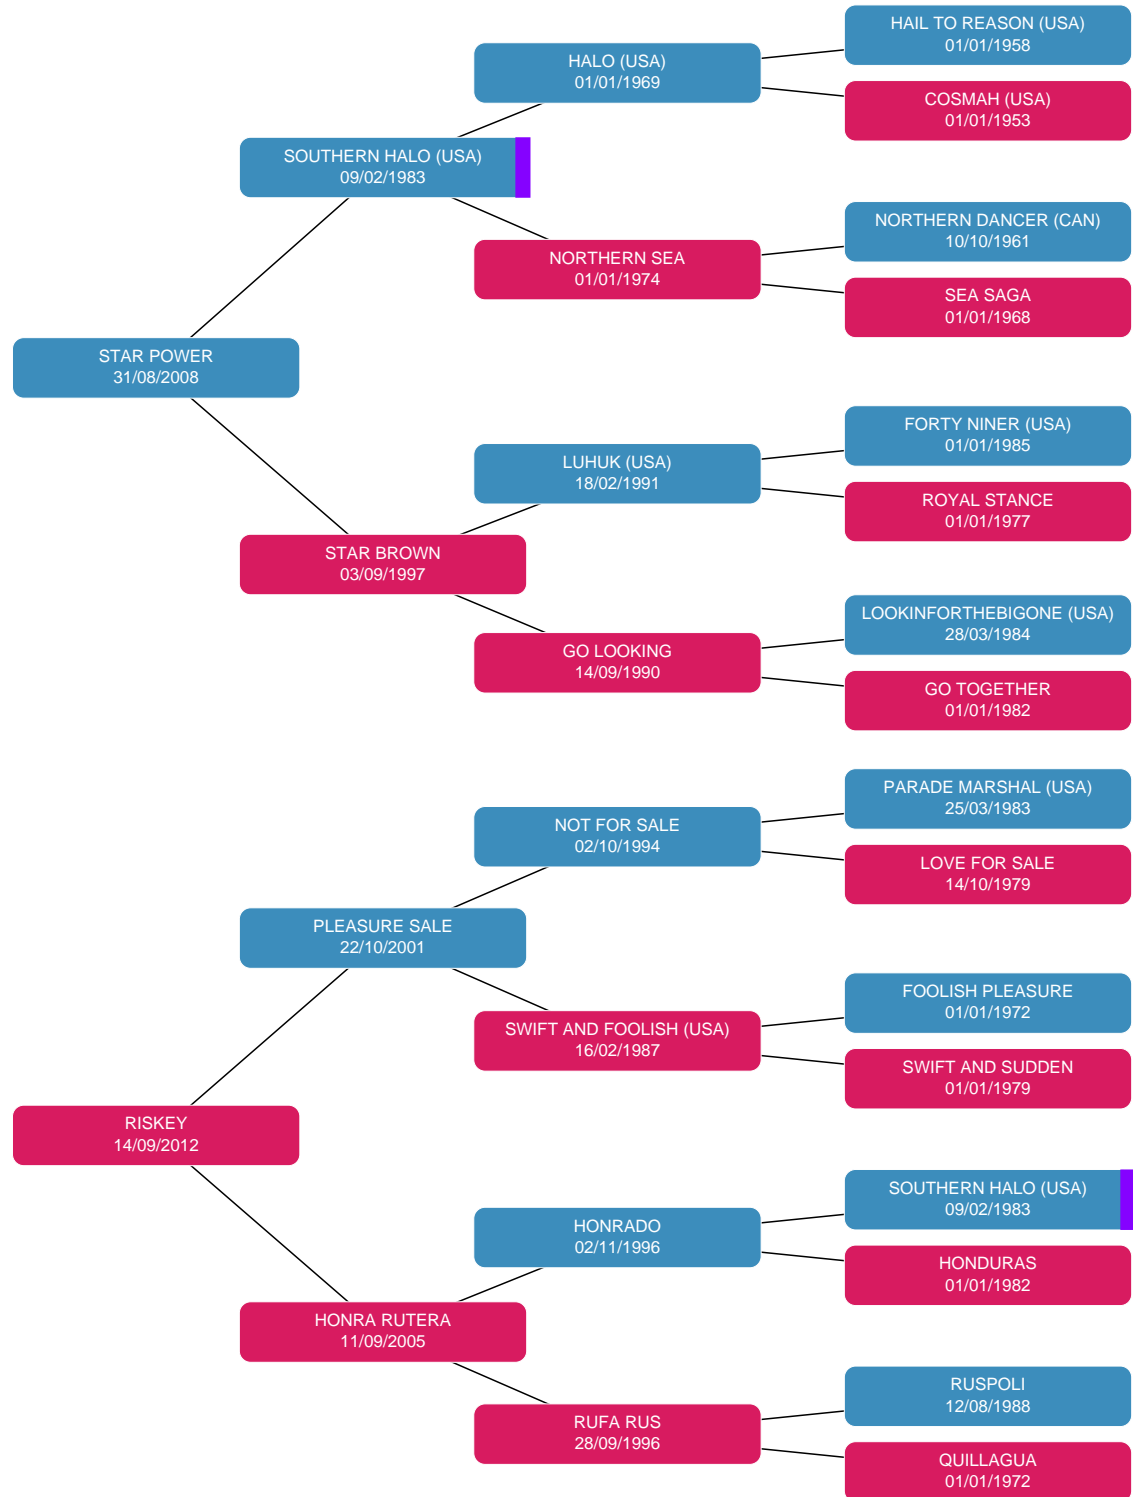 HAIL TO REASON (USA)
01/01/1958
HALO (USA)
01/01/1969
COSMAH (USA)
01/01/1953
SOUTHERN HALO (USA)
09/02/1983
NORTHERN DANCER (CAN)
10/10/1961
NORTHERN SEA
01/01/1974
SEA SAGA
01/01/1968
STAR POWER
31/08/2008
FORTY NINER (USA)
01/01/1985
LUHUK (USA)
18/02/1991
ROYAL STANCE
01/01/1977
STAR BROWN
03/09/1997
LOOKINFORTHEBIGONE (USA)
28/03/1984
GO LOOKING
14/09/1990
GO TOGETHER
01/01/1982
PARADE MARSHAL (USA)
25/03/1983
NOT FOR SALE
02/10/1994
LOVE FOR SALE
14/10/1979
PLEASURE SALE
22/10/2001
FOOLISH PLEASURE
01/01/1972
SWIFT AND FOOLISH (USA)
16/02/1987
SWIFT AND SUDDEN
01/01/1979
RISKEY
14/09/2012
SOUTHERN HALO (USA)
09/02/1983
HONRADO
02/11/1996
HONDURAS
01/01/1982
HONRA RUTERA
11/09/2005
RUSPOLI
12/08/1988
RUFA RUS
28/09/1996
QUILLAGUA
01/01/1972